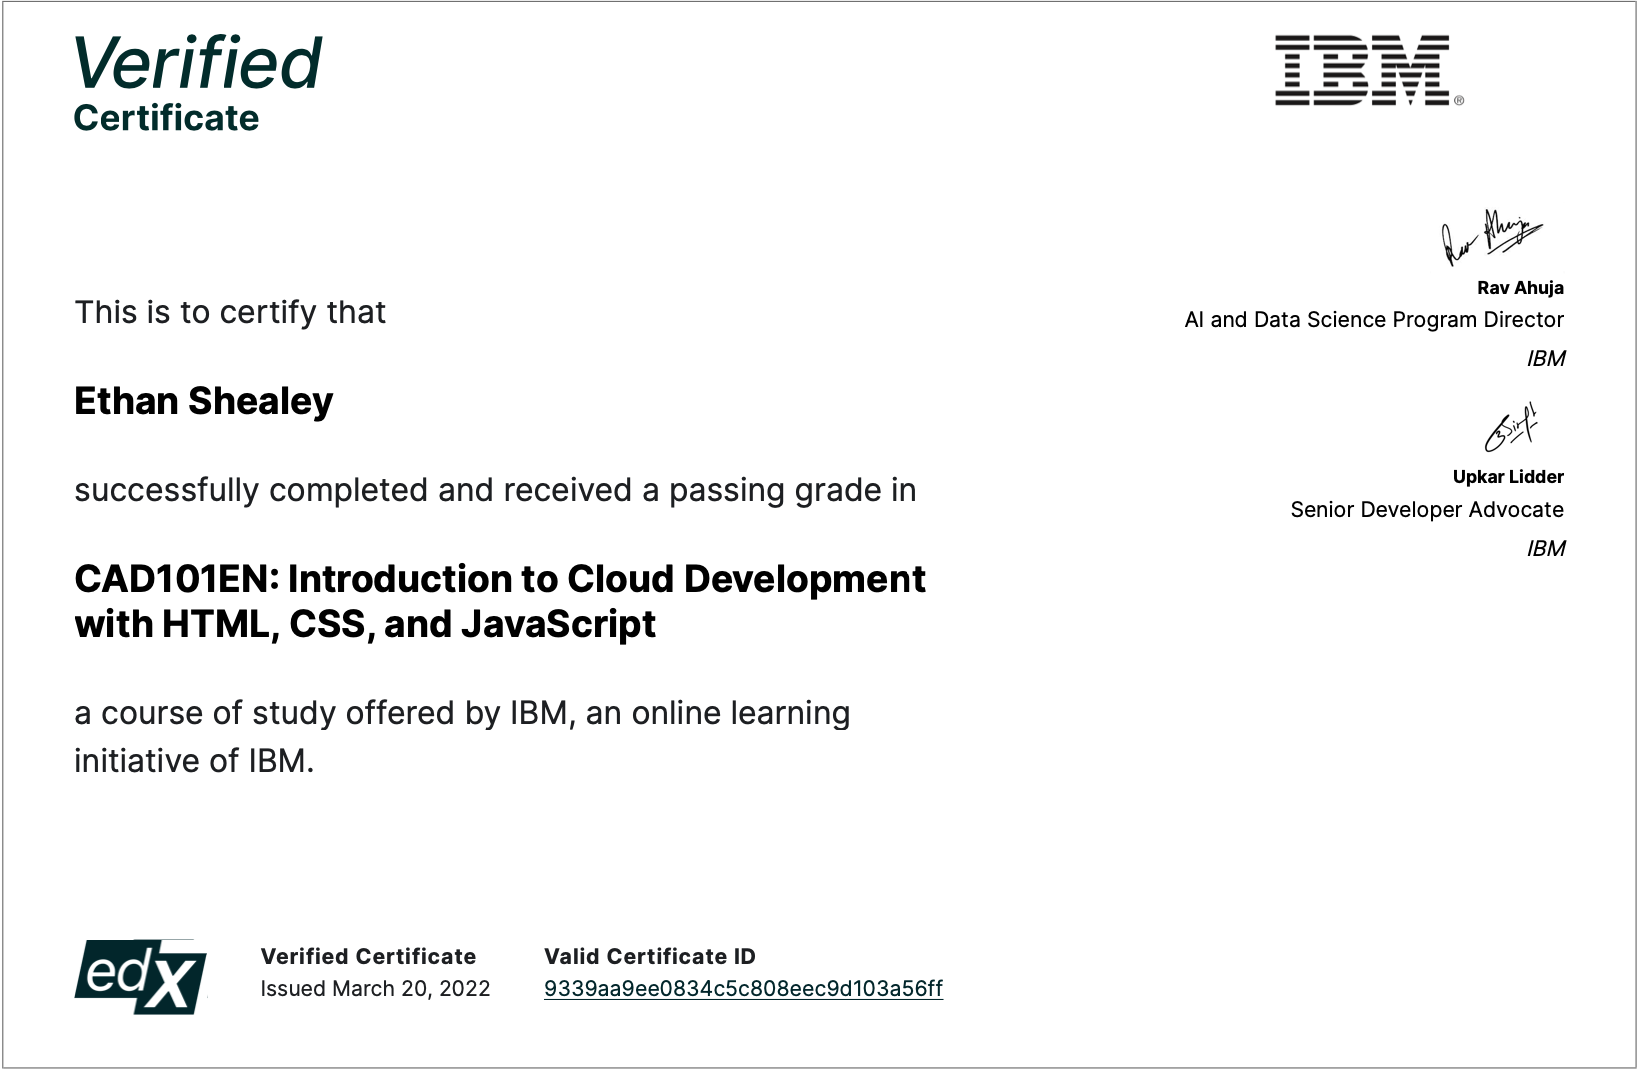 Verified
Certificate
IBM®
This is to certify that
Ethan Shealey
successfully completed and received a passing grade in
CAD101EN: Introduction to Cloud Development
with HTML, CSS, and JavaScript
a course of study offered by IBM, an online learning
initiative of IBM.
Rav Ahuja
Rav Ahuja
AI and Data Science Program Director
IBM
Upkar Lidder
Senior Developer Advocate
IBM
edX
Verified Certificate
Issued March 20, 2022
Valid Certificate ID
9339aa9ee0834c5c808eec9d103a56ff